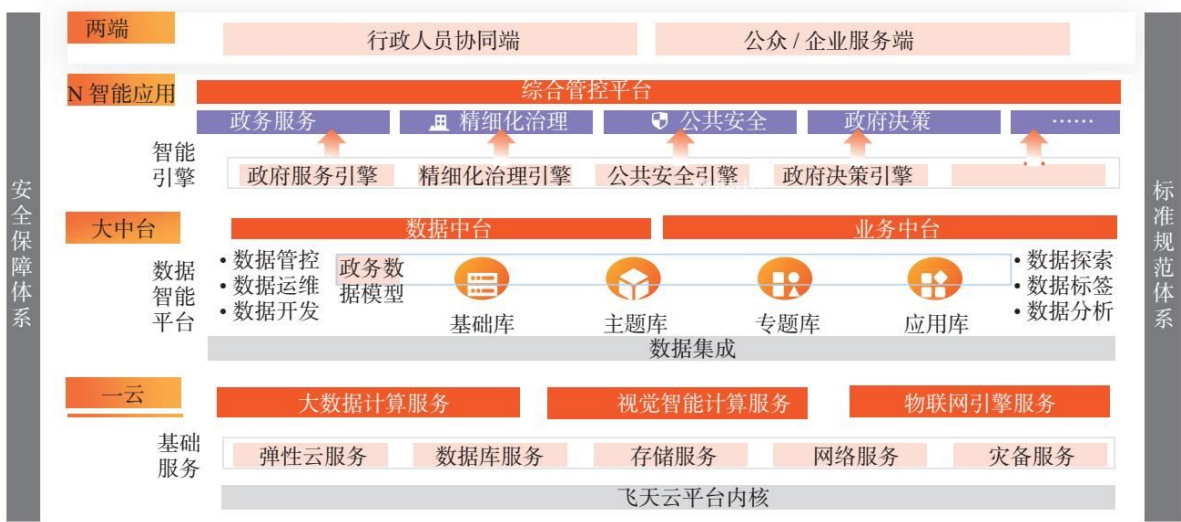 两端
行政人员协同端
公众 / 企业服务端
N 智能应用
综合管控平台
政务服务
精细化治理
公共安全
政府决策
……
智能
引擎
政府服务引擎
精细化治理引擎
公共安全引擎
政府决策引擎
安全保障体系
标准规范体系
大中台
数据中台
业务中台
数据
智能
平台
• 数据管控
• 数据运维
• 数据开发
政务数
据模型
基础库
主题库
专题库
应用库
• 数据探索
• 数据标签
• 数据分析
数据集成
一云
大数据计算服务
视觉智能计算服务
物联网引擎服务
基础
服务
弹性云服务
数据库服务
存储服务
网络服务
灾备服务
飞天云平台内核